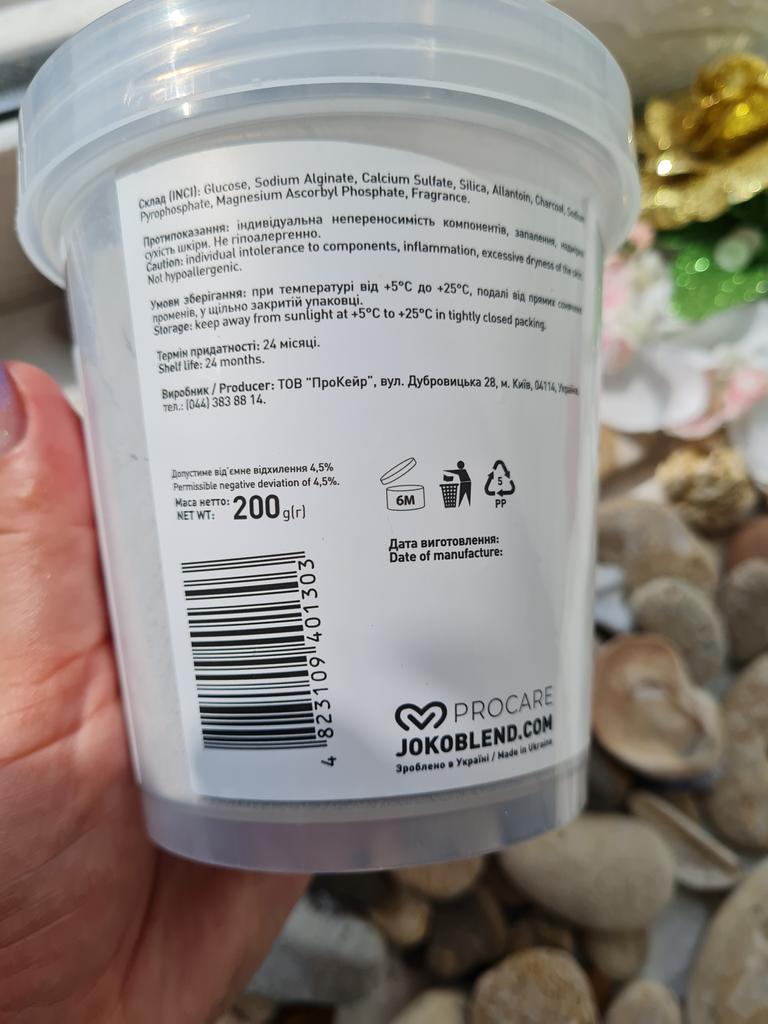 Склад (INCI): Glucose, Sodium Alginate, Calcium Sulfate, Silica, Allantoin, Charcoal, Sodium
Pyrophosphate, Magnesium Ascorbyl Phosphate, Fragrance.
Протипоказання: індивідуальна непереносимість компонентів, запалення, надмірна
сухість шкіри. Не гіпоалергенно.
Caution: individual intolerance to components, inflammation, excessive dryness of the skin.
Not hypoallergenic.
Умови зберігання: при температурі від +5°C до +25°C, подалі від прямих сонячних
променів, у щільно закритій упаковці.
Storage: keep away from sunlight at +5°C to +25°C in tightly closed packing.
Термін придатності: 24 місяці.
Shelf life: 24 months.
Виробник / Producer: ТОВ "ПроКейр", вул. Дубровицька 28, м. Київ, 04114, Україна,
тел.: (044) 383 88 14.
Допустиме від'ємне відхилення 4,5%
Permissible negative deviation of 4,5%.
Маса нетто:
NET WT: 200 g(г)
6M
5
PP
Дата виготовлення:
Date of manufacture:
4 823109 401303
PROCARE
JOKOBLEND.COM
Зроблено в Україні / Made in Ukraine